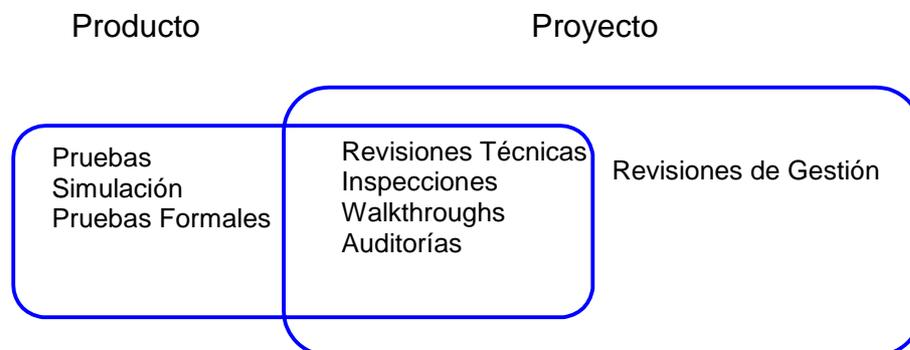 Producto
Proyecto
Pruebas
Simulación
Pruebas Formales
Revisiones Técnicas
Inspecciones
Walkthroughs
Auditorías
Revisiones de Gestión